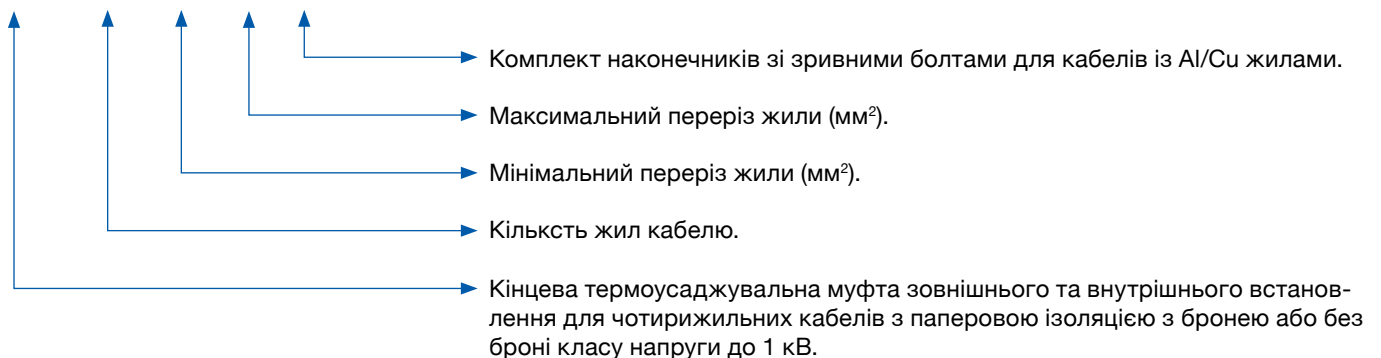 Комплект наконечників зі зривними болтами для кабелів із Al/Cu жилами.
Максимальний переріз жили (мм²).
Мінімальний переріз жили (мм²).
Кільксть жил кабелю.
Кінцева термоусаджувальна муфта зовнішнього та внутрішнього встанов-
лення для чотирижильних кабелів з паперовою ізоляцією з бронею або без
броні класу напруги до 1 кВ.